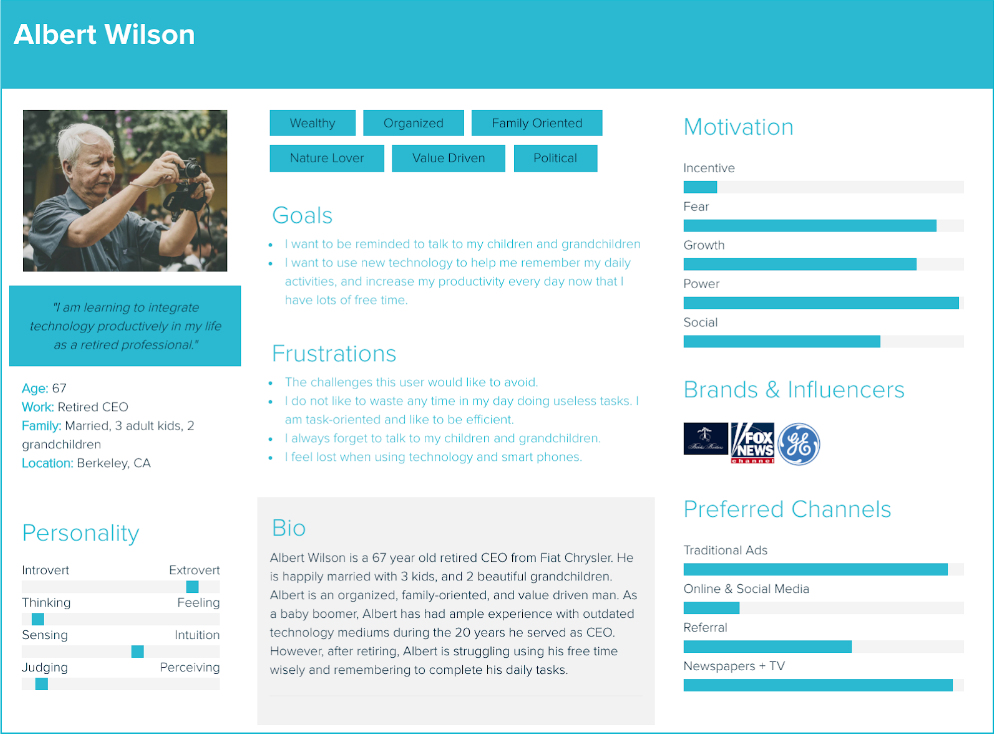 Albert Wilson
"I am learning to integrate
technology productively in my life
as a retired professional."
Age: 67
Work: Retired CEO
Family: Married, 3 adult kids, 2
grandchildren
Location: Berkeley, CA
Personality
Introvert Extrovert
Thinking Feeling
Sensing Intuition
Judging Perceiving
Wealthy Organized Family Oriented
Nature Lover Value Driven Political
Goals
• I want to be reminded to talk to my children and grandchildren
• I want to use new technology to help me remember my daily
activities, and increase my productivity every day now that I
have lots of free time.
Frustrations
• The challenges this user would like to avoid.
• I do not like to waste any time in my day doing useless tasks. I
am task-oriented and like to be efficient.
• I always forget to talk to my children and grandchildren.
• I feel lost when using technology and smart phones.
Bio
Albert Wilson is a 67 year old retired CEO from Fiat Chrysler. He
is happily married with 3 kids, and 2 beautiful grandchildren.
Albert is an organized, family-oriented, and value driven man. As
a baby boomer, Albert has had ample experience with outdated
technology mediums during the 20 years he served as CEO.
However, after retiring, Albert is struggling using his free time
wisely and remembering to complete his daily tasks.
Motivation
Incentive
Fear
Growth
Power
Social
Brands & Influencers
FOX
NEWS
channel
GE
Preferred Channels
Traditional Ads
Online & Social Media
Referral
Newspapers + TV